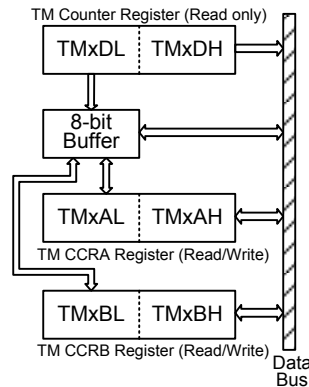 TM Counter Register (Read only)
TMxDL TMxDH
8-bit
Buffer
TMxAL TMxAH
TM CCRA Register (Read/Write)
TMxBL TMxBH
TM CCRB Register (Read/Write)
Data
Bus